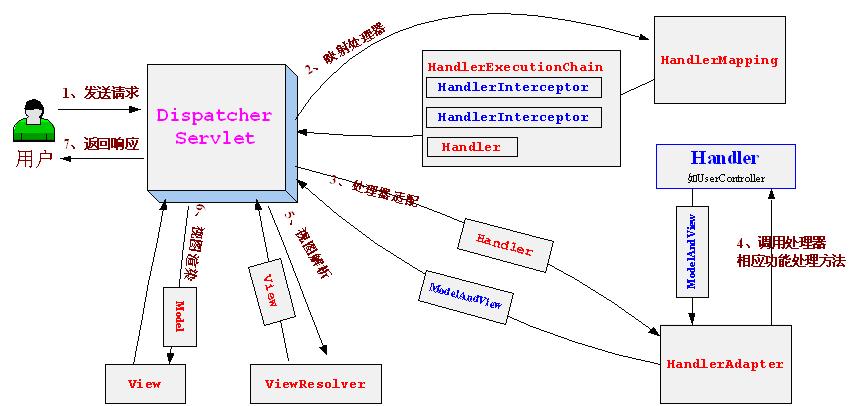 2、映射处理器
HandlerExecutionChain
HandlerInterceptor
HandlerInterceptor
Handler
HandlerMapping
1、发送请求
Dispatcher
Servlet
7、返回响应
用户
3、处理器适配
Handler
如UserController
Handler
ModelAndView
ModelAndView
4、调用处理器
相应功能处理方法
6、视图渲染
5、视图解析
Model
View
View
ViewResolver
HandlerAdapter